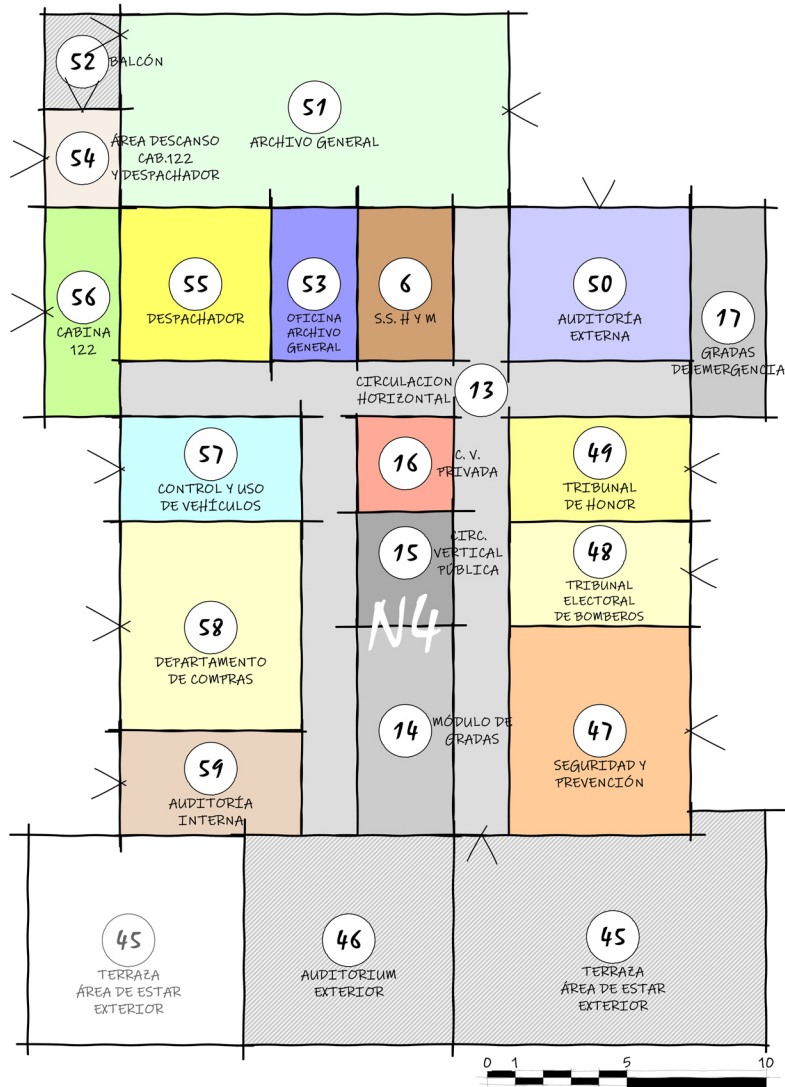 52
BALCÓN
51
ARCHIVO GENERAL
54
ÁREA DESCANSO
CAB.122
Y DESPACHADOR
56
CABINA
122
55
DESPACHADOR
53
OFICINA
ARCHIVO
GENERAL
6
S.S. H Y M
50
AUDITORÍA
EXTERNA
17
GRADAS
DE EMERGENCIA
CIRCULACION
HORIZONTAL
13
57
CONTROL Y USO
DE VEHÍCULOS
16
C. V.
PRIVADA
49
TRIBUNAL
DE HONOR
15
CIRC.
VERTICAL
PÚBLICA
48
TRIBUNAL
ELECTORAL
DE BOMBEROS
N4
58
DEPARTAMENTO
DE COMPRAS
14
MÓDULO DE
GRADAS
47
SEGURIDAD Y
PREVENCIÓN
59
AUDITORÍA
INTERNA
45
TERRAZA
ÁREA DE ESTAR
EXTERIOR
46
AUDITORIUM
EXTERIOR
45
TERRAZA
ÁREA DE ESTAR
EXTERIOR
0 1 5 10